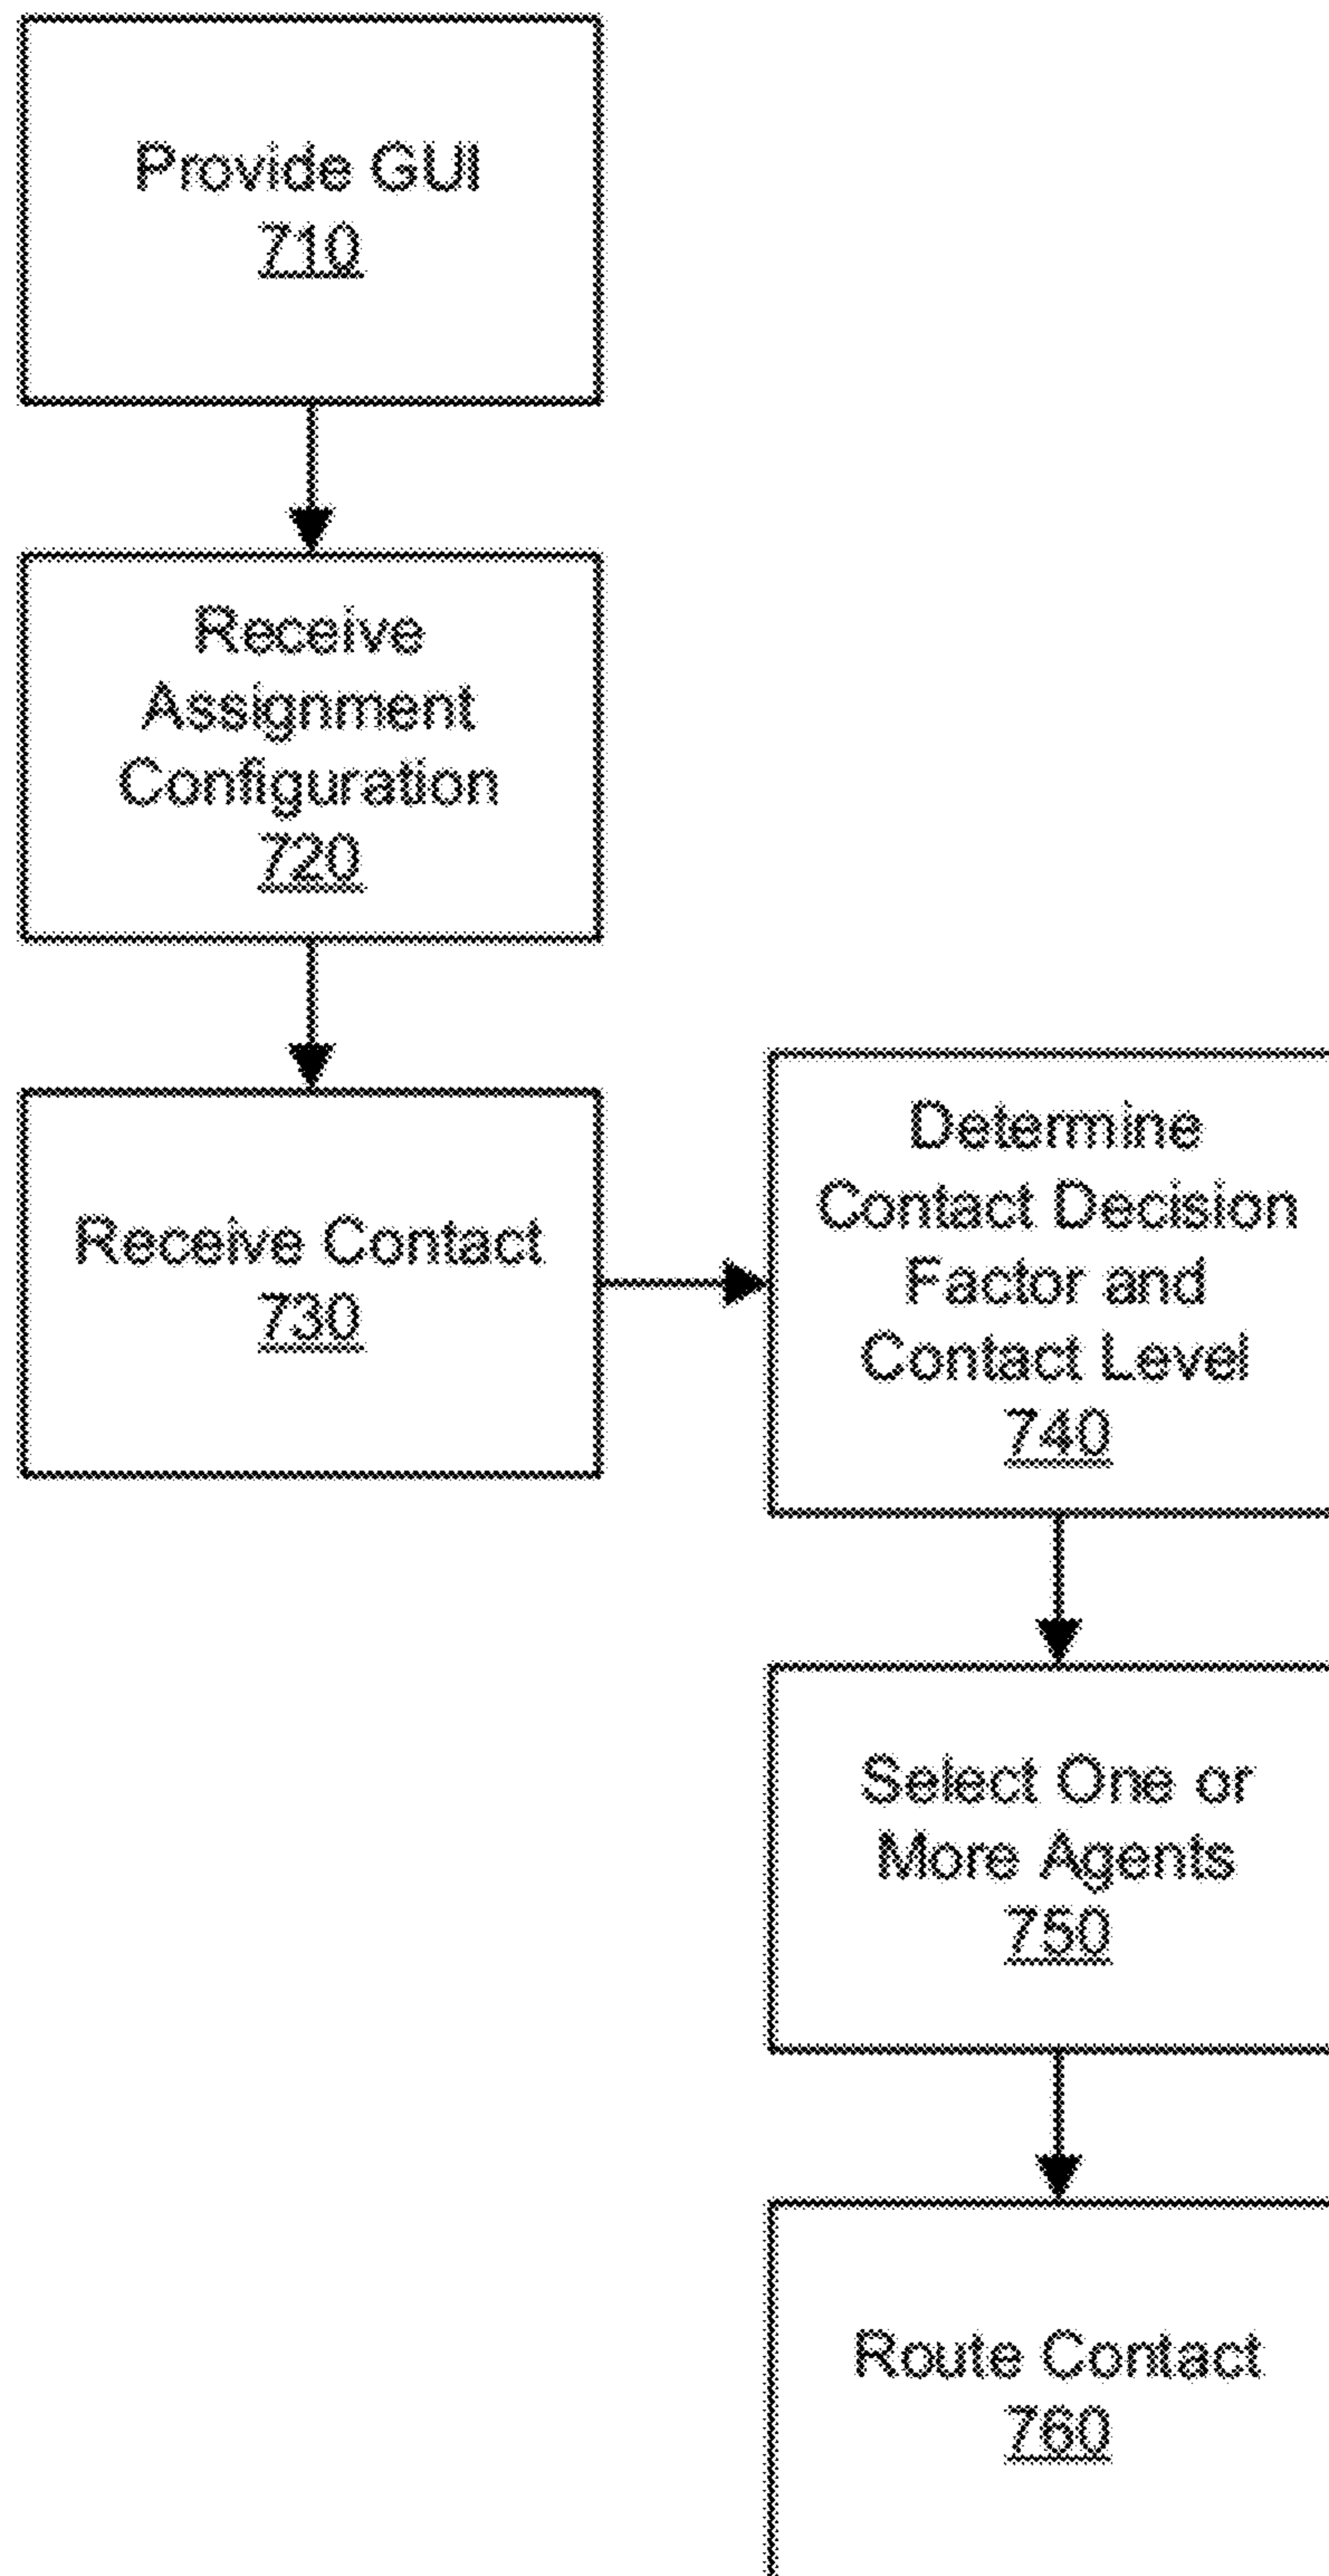 Provide GUI
710
Receive
Assignment
Configuration
720
Receive Contact
730
Determine
Contact Decision
Factor and
Contact Level
740
Select One or
More Agents
750
Route Contact
760